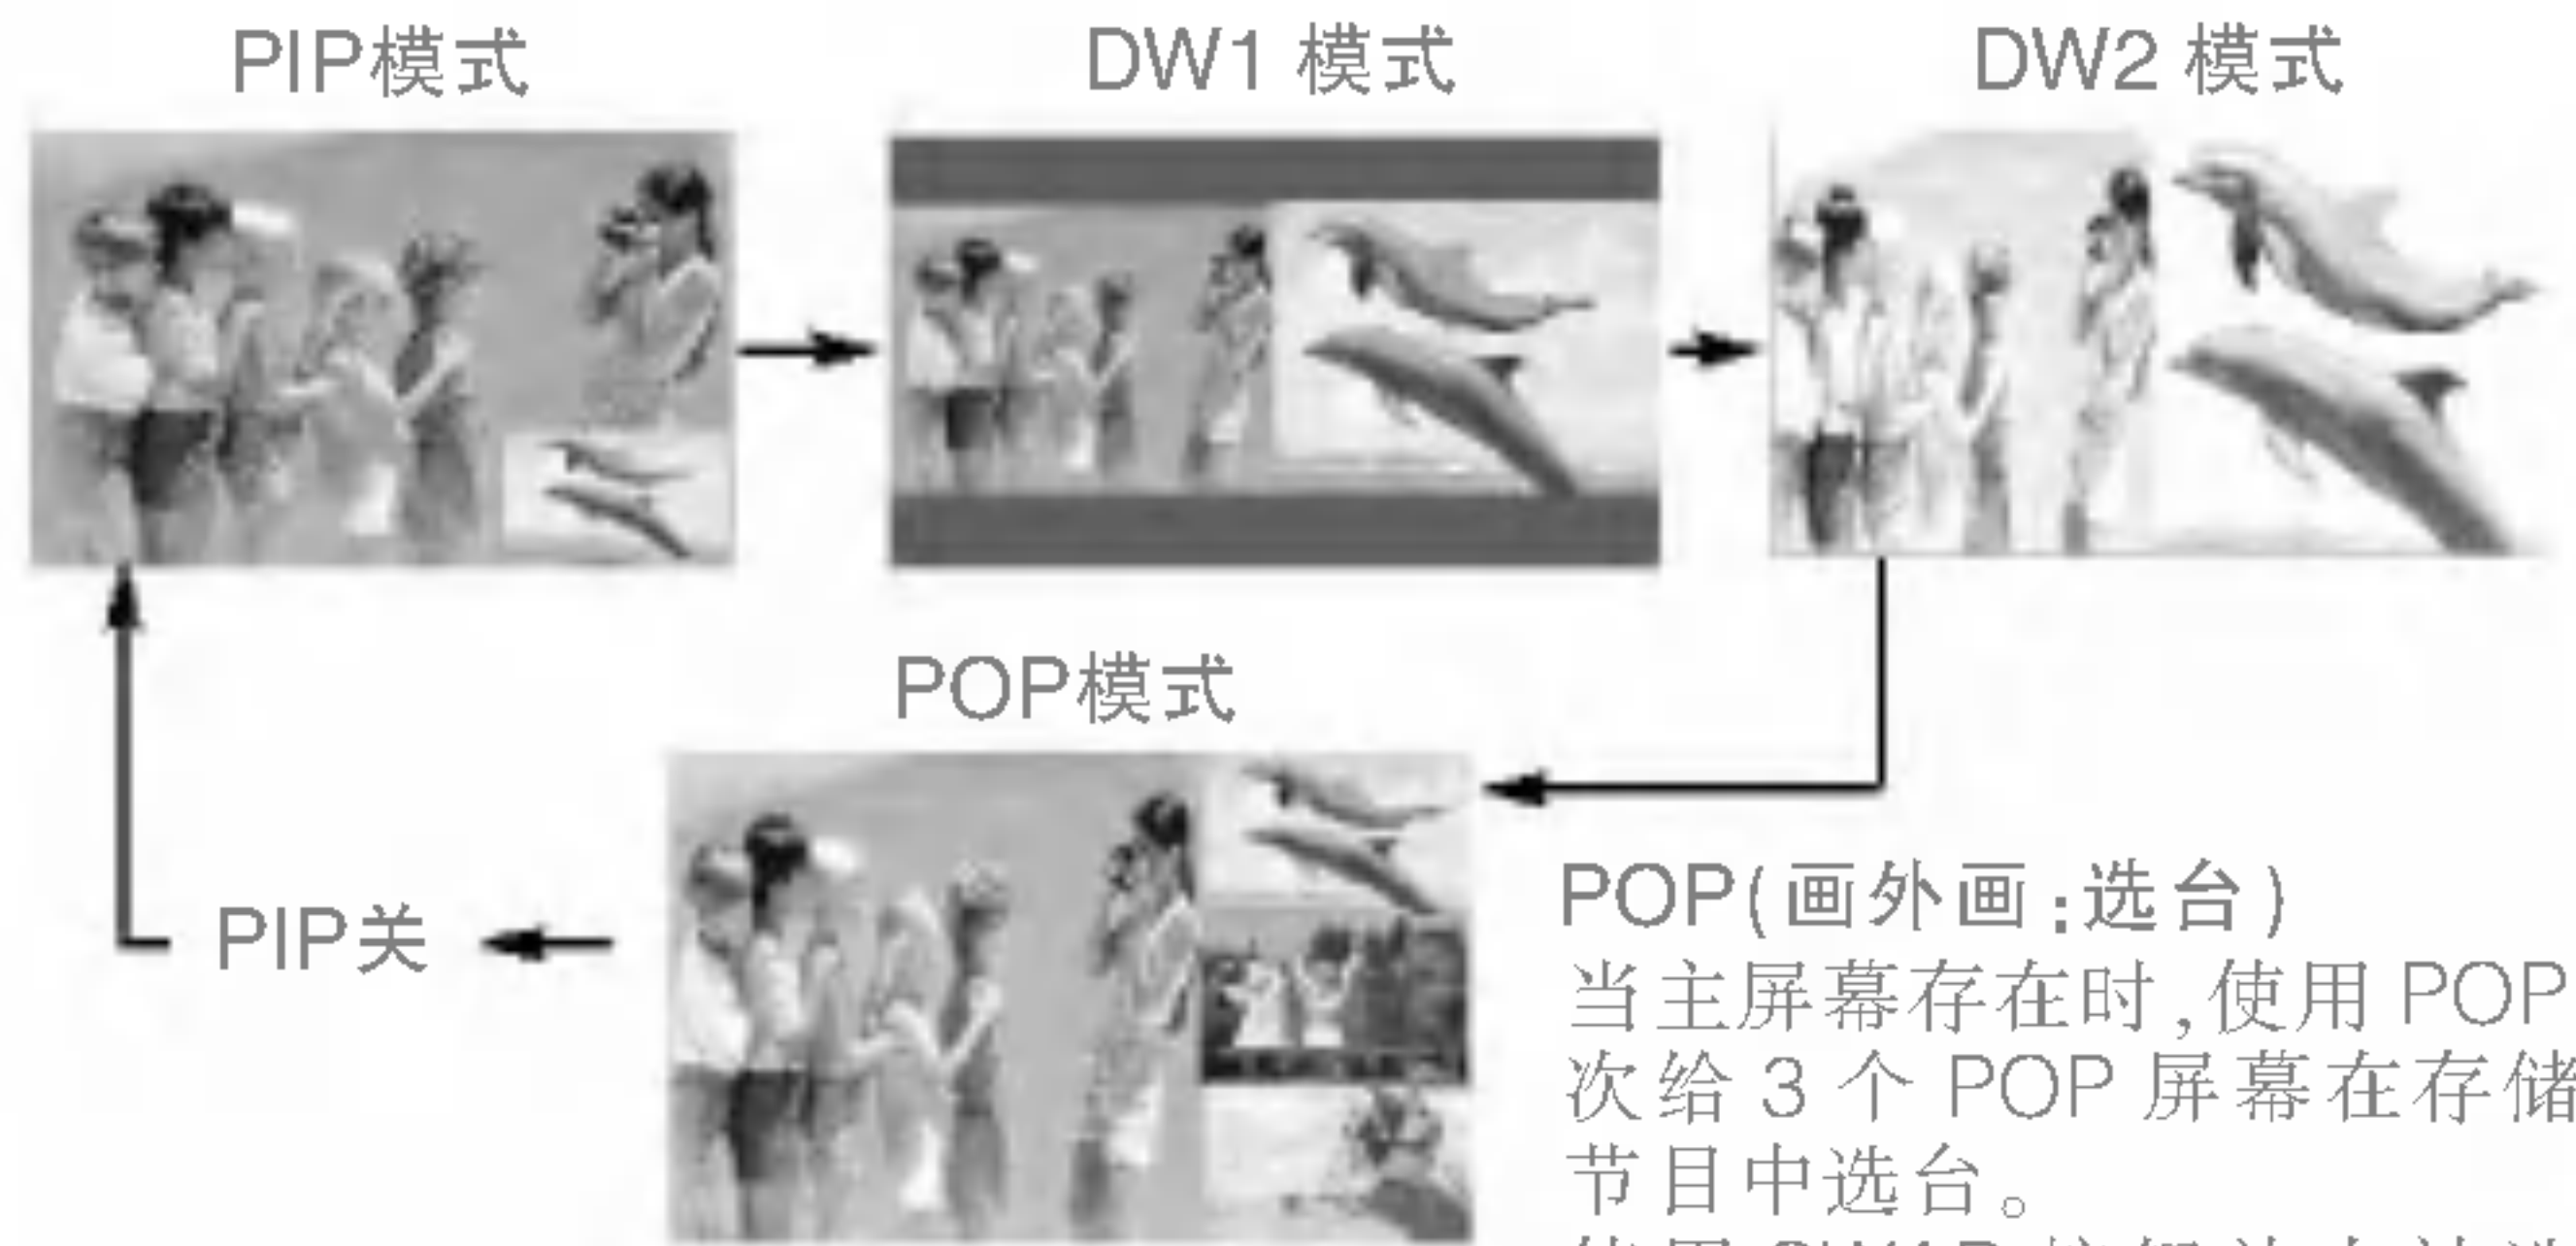 PIP模式
DW1 模式
DW2 模式
POP模式
PIP关
POP(画外画:选台)
当主屏幕存在时,使用 POP
次给 3 个 POP 屏幕在存储
节目中选台。